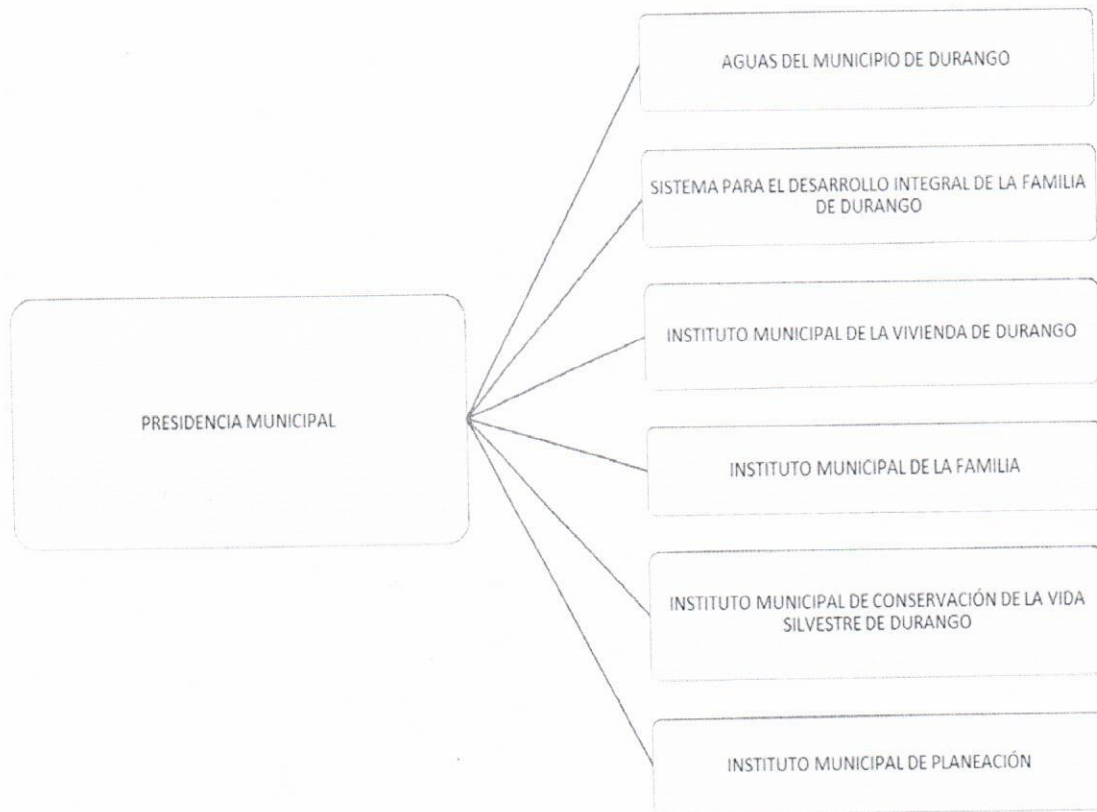 AGUAS DEL MUNICIPIO DE DURANGO
SISTEMA PARA EL DESARROLLO INTEGRAL DE LA FAMILIA
DE DURANGO
INSTITUTO MUNICIPAL DE LA VIVIENDA DE DURANGO
PRESIDENCIA MUNICIPAL
INSTITUTO MUNICIPAL DE LA FAMILIA
INSTITUTO MUNICIPAL DE CONSERVACIÓN DE LA VIDA
SILVESTRE DE DURANGO
INSTITUTO MUNICIPAL DE PLANEACIÓN